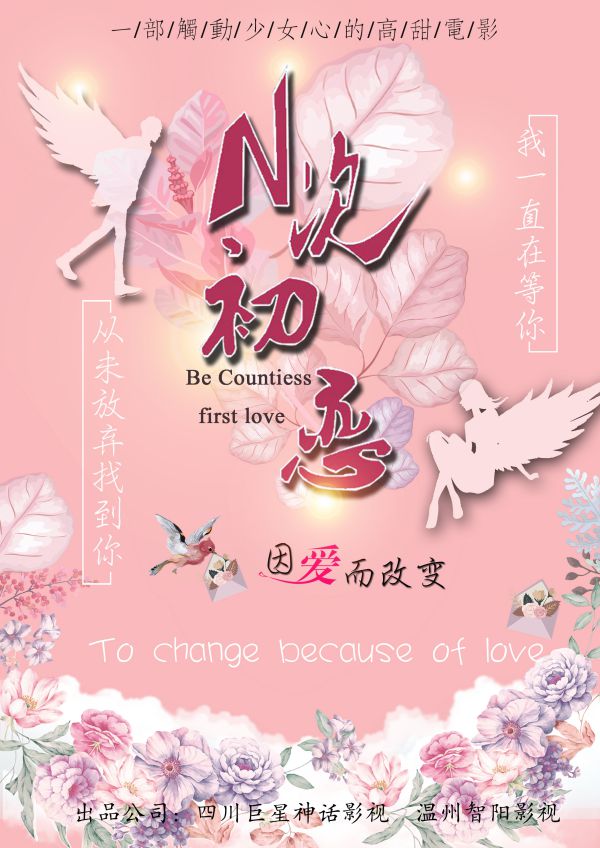 一/部/觸/動/少/女/心/的/高/甜/電/影
N次
初
恋
Be Countiess
first love
我一直在等你
从未放弃找到你
因爱而改变
To change because of love
出品公司：四川巨星神话影视 温州智阳影视